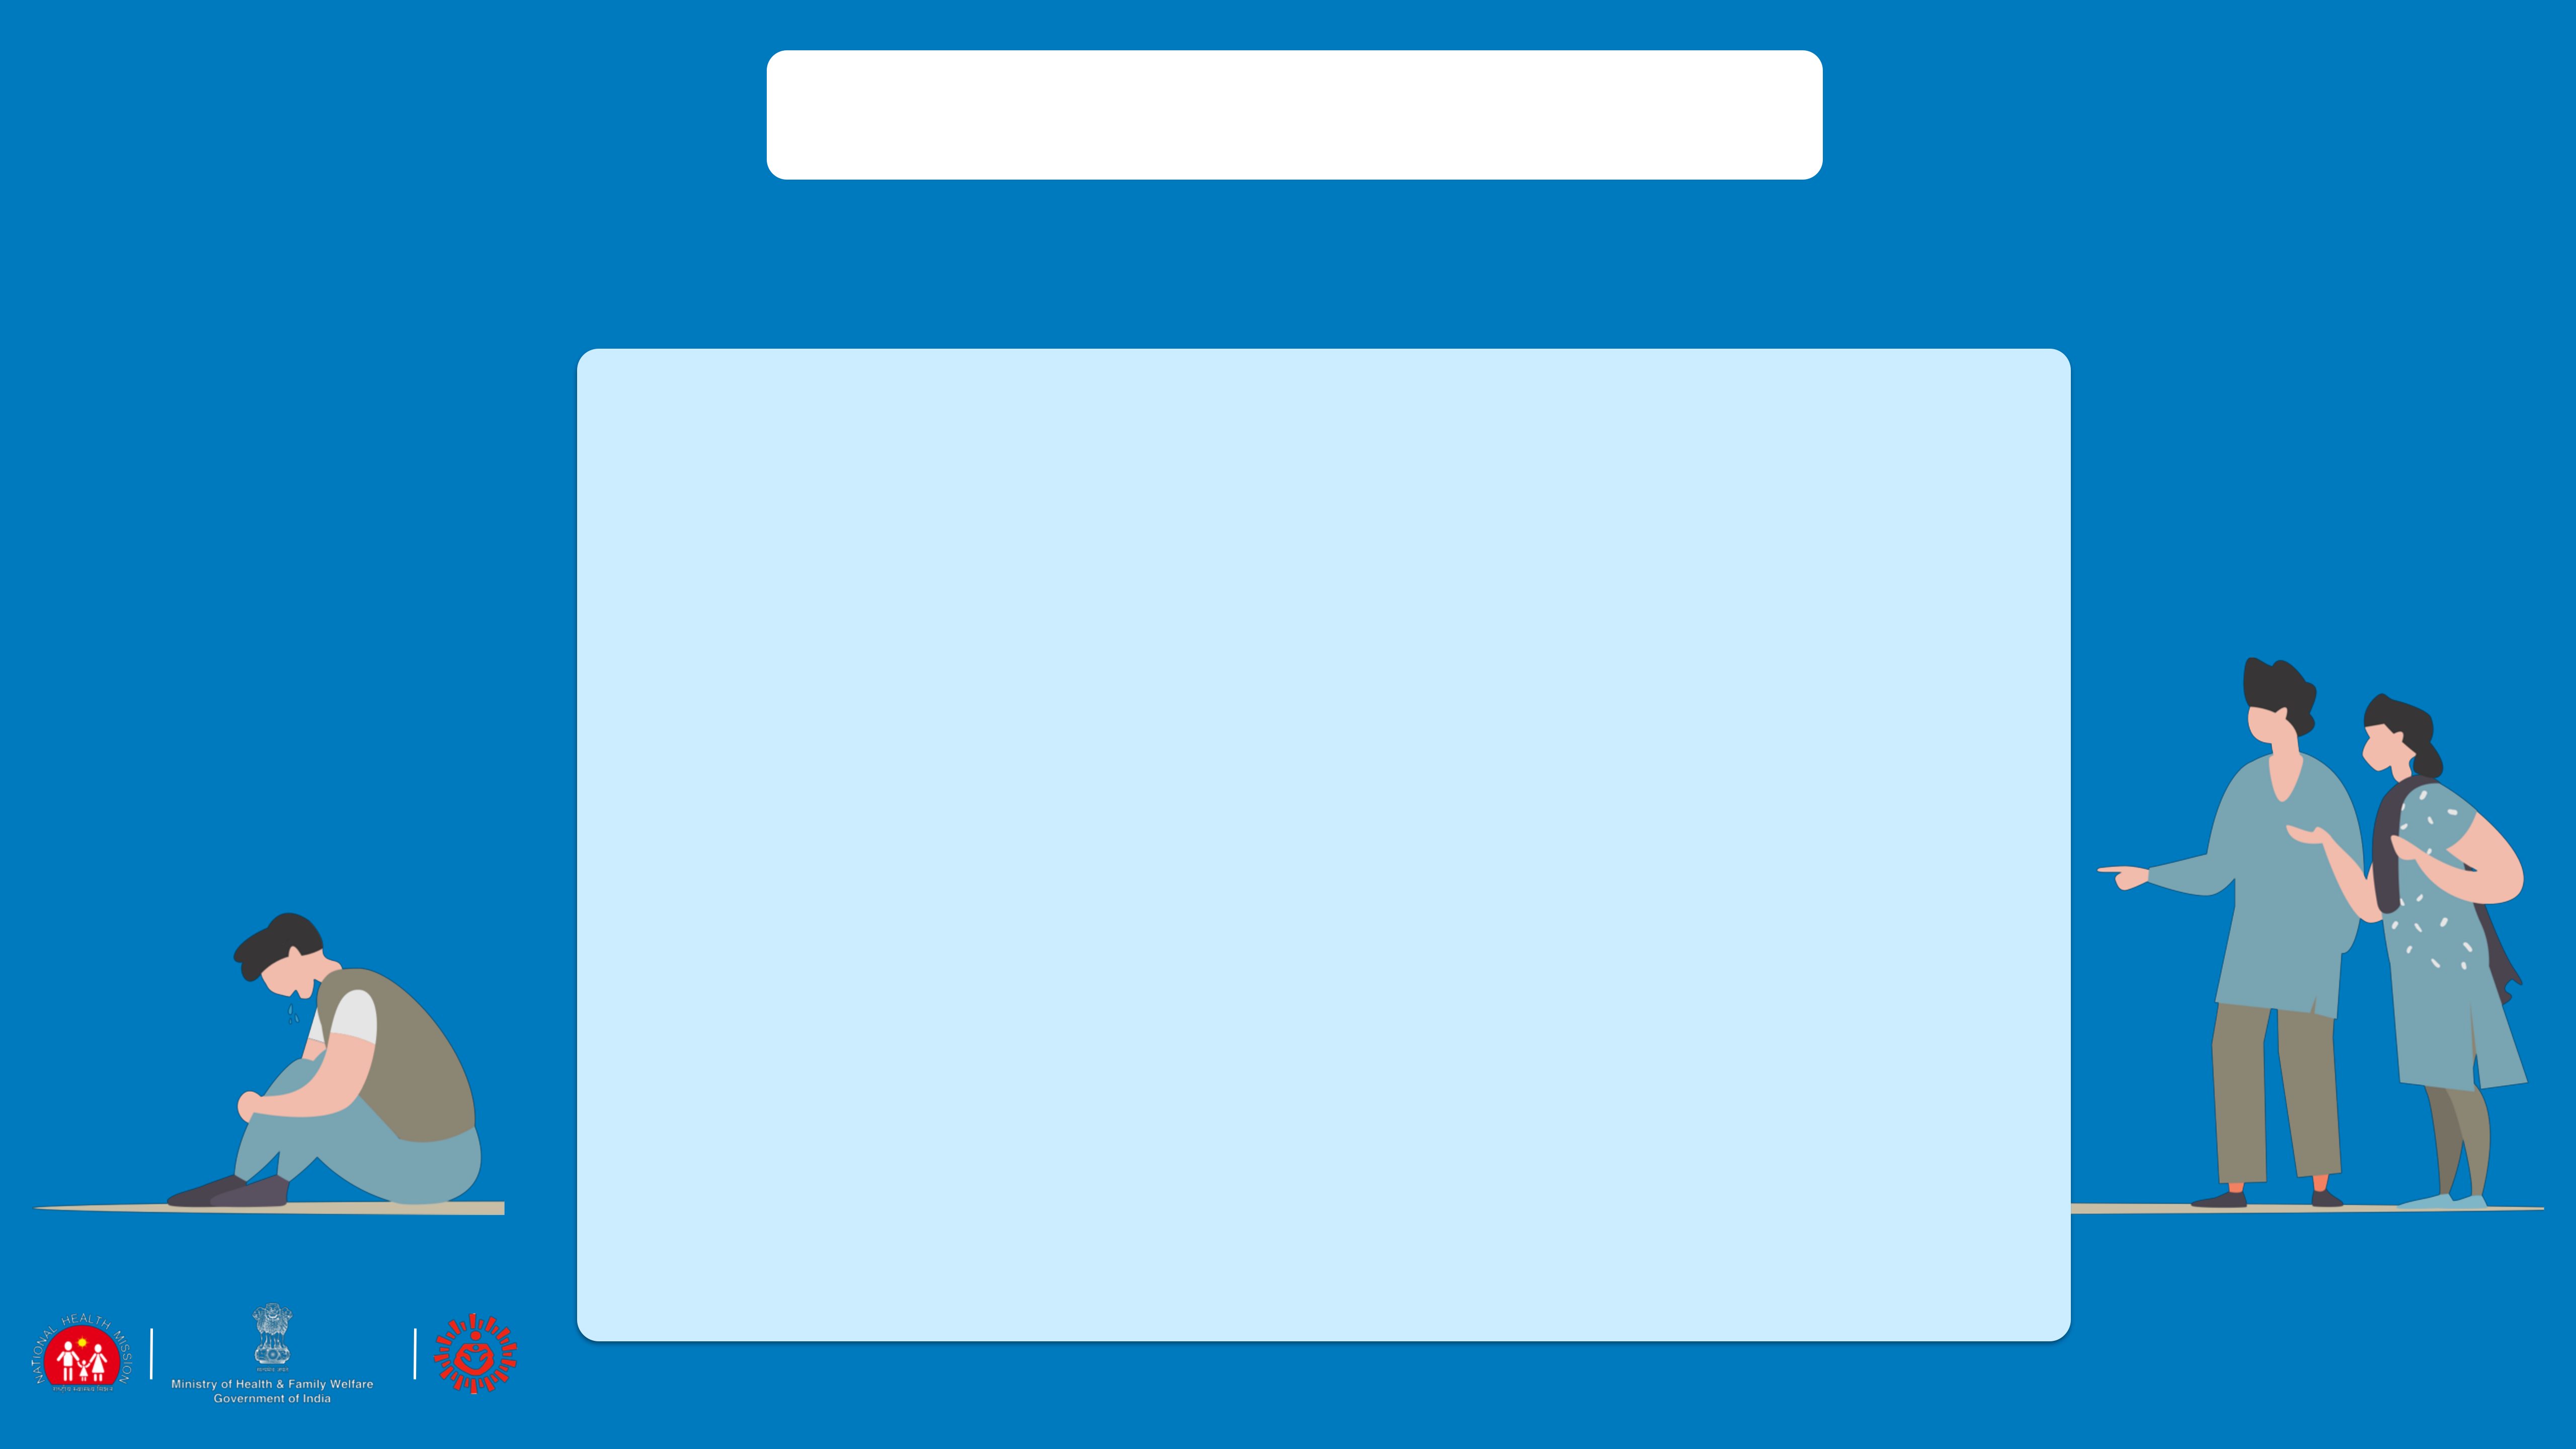 NATIONAL HEALTH MISSION
Ministry of Health & Family Welfare
Government of India